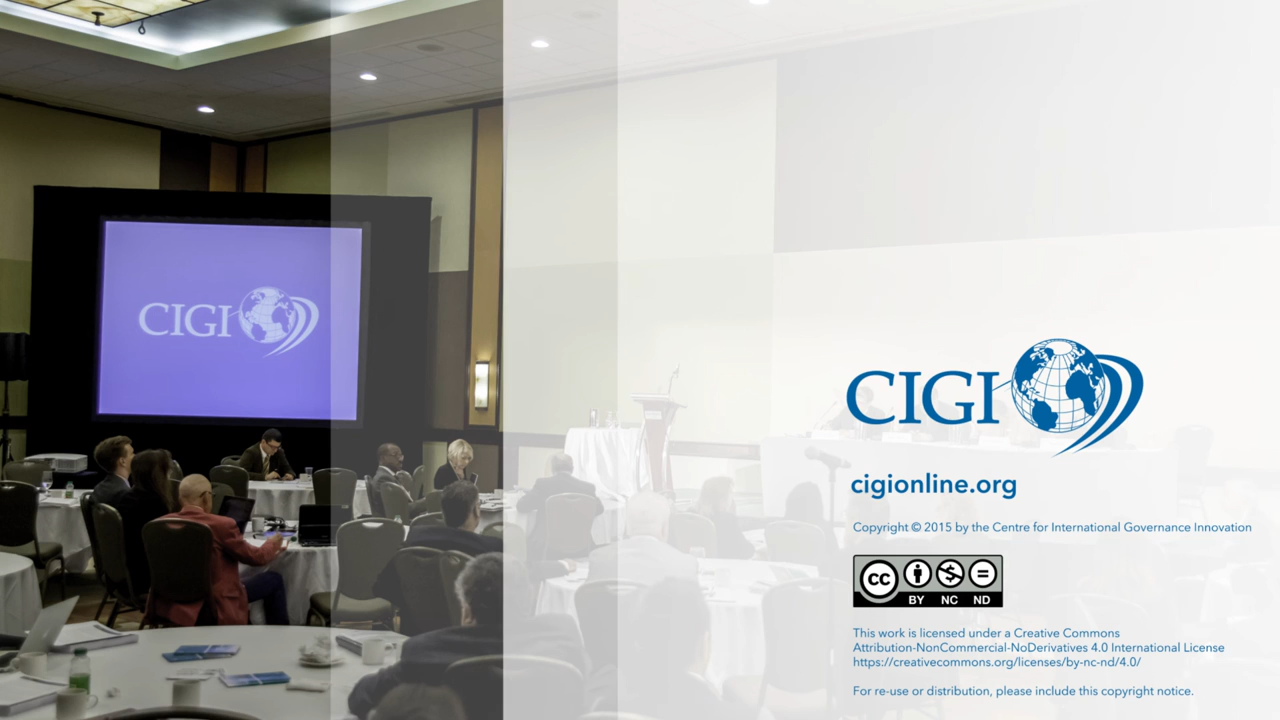 CIGI
CIGI
cigionline.org
Copyright © 2015 by the Centre for International Governance Innovation
cc
BY NC ND
This work is licensed under a Creative Commons
Attribution-NonCommercial-NoDerivatives 4.0 International License
https://creativecommons.org/licenses/by-nc-nd/4.0/
For re-use or distribution, please include this copyright notice.